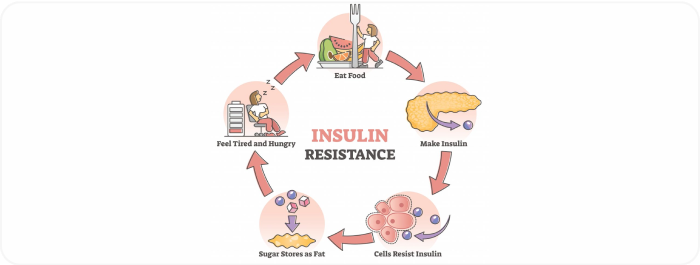 Eat Food
z
z
z
INSULIN
RESISTANCE
Feel Tired and Hungry
Make Insulin
Sugar Stores as Fat
Cells Resist Insulin